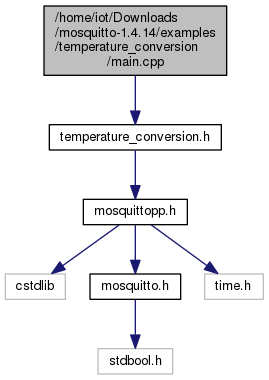 /home/iot/Downloads
/mosquitto-1.4.14/examples
/temperature_conversion
/main.cpp
temperature_conversion.h
mosquittopp.h
cstdlib
mosquitto.h
time.h
stdbool.h